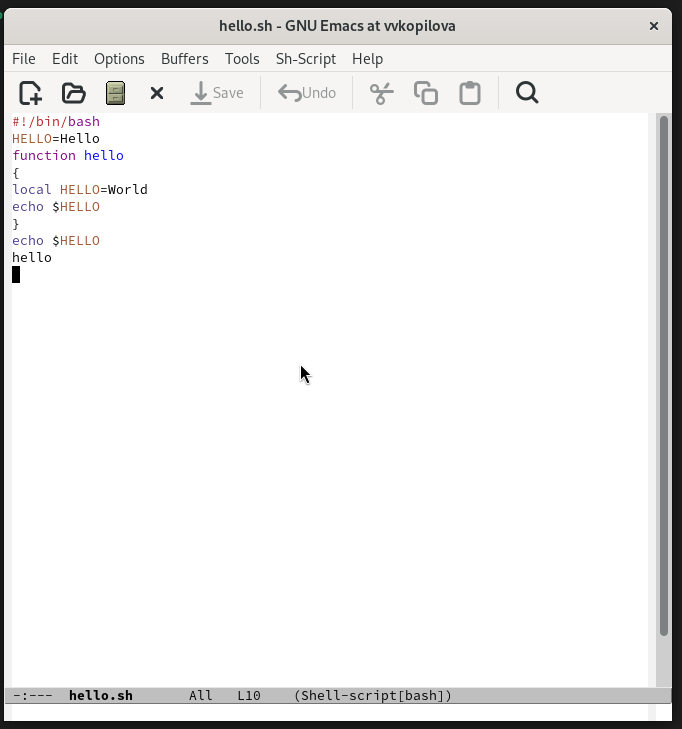 hello.sh - GNU Emacs at vvkopilova
File Edit Options Buffers Tools Sh-Script Help
Save Undo
#!/bin/bash
HELLO=Hello
function hello
{
local HELLO=World
echo $HELLO
}
echo $HELLO
hello
-:--- hello.sh All L10 (Shell-script[bash])